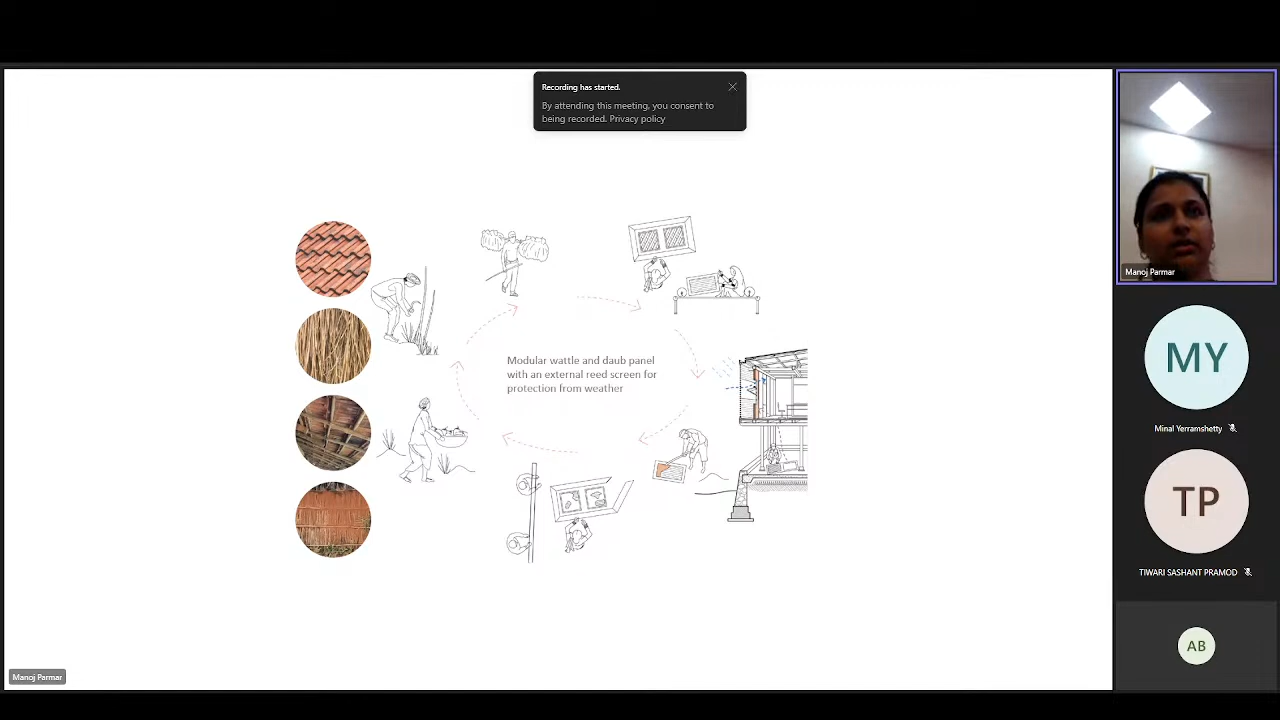 Recording has started.
By attending this meeting, you consent to
being recorded. Privacy policy
Modular wattle and daub panel
with an external reed screen for
protection from weather
Manoj Parmar
Manoj Parmar
MY
Minal Yerramshetty
TP
TIWARI SASHANT PRAMOD
AB